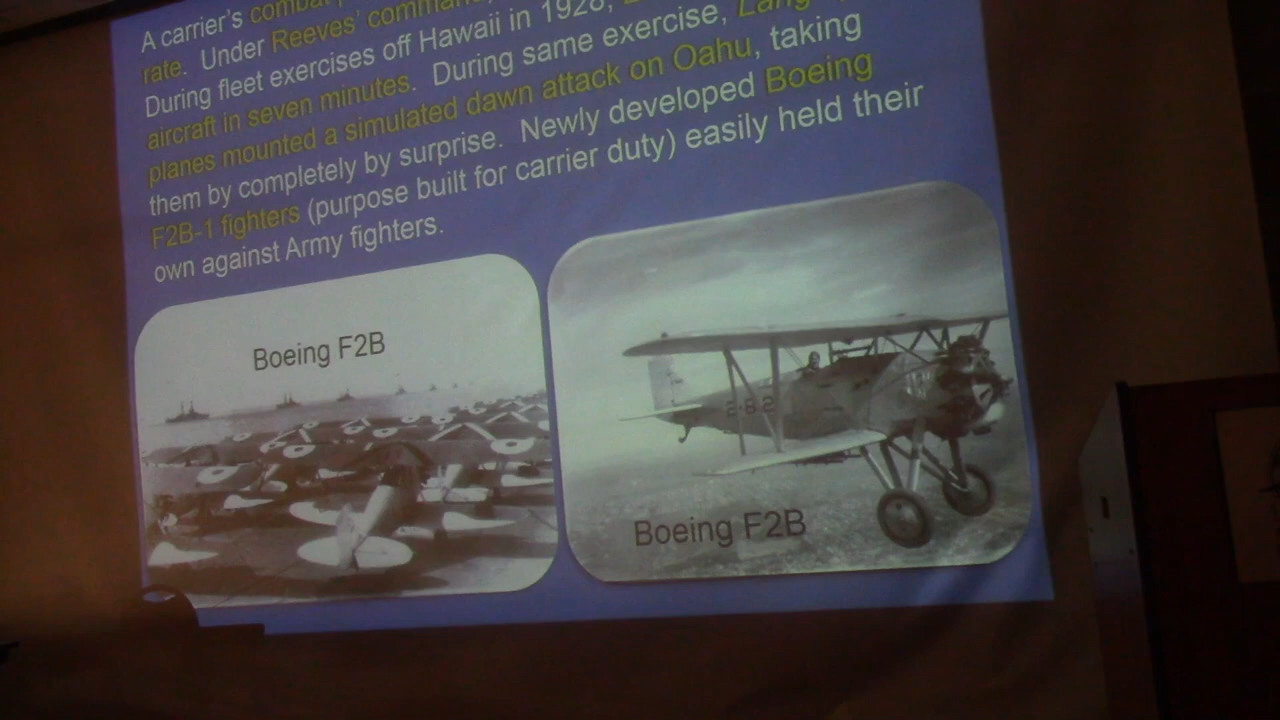 A carrier's combat
rate. Under Reeves' command
During fleet exercises off Hawaii in 1928,
aircraft in seven minutes. During same exercise, Lang
planes mounted a simulated dawn attack on Oahu, taking
them by completely by surprise. Newly developed Boeing
F2B-1 fighters (purpose built for carrier duty) easily held their
own against Army fighters.
Boeing F2B
2-B-2
Boeing F2B